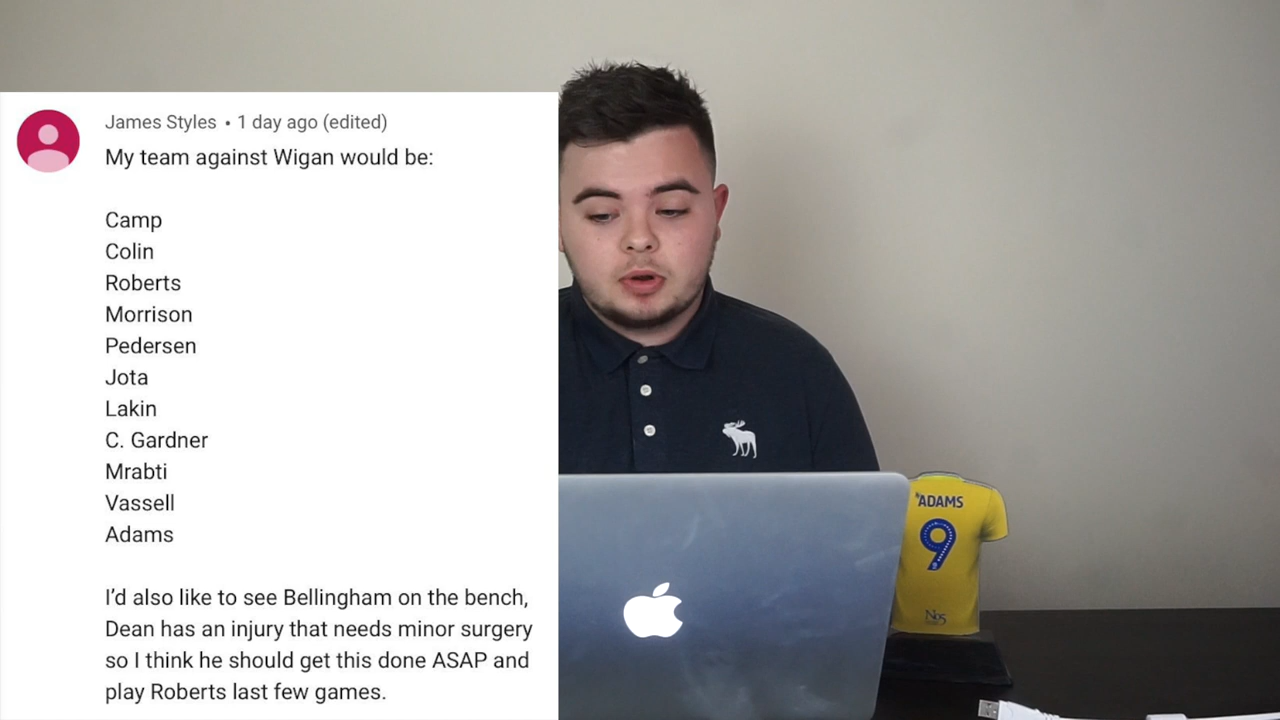 James Styles • 1 day ago (edited)
My team against Wigan would be:
Camp
Colin
Roberts
Morrison
Pedersen
Jota
Lakin
C. Gardner
Mrabti
Vassell
Adams
I’d also like to see Bellingham on the bench,
Dean has an injury that needs minor surgery
so I think he should get this done ASAP and
play Roberts last few games.
ADAMS
9